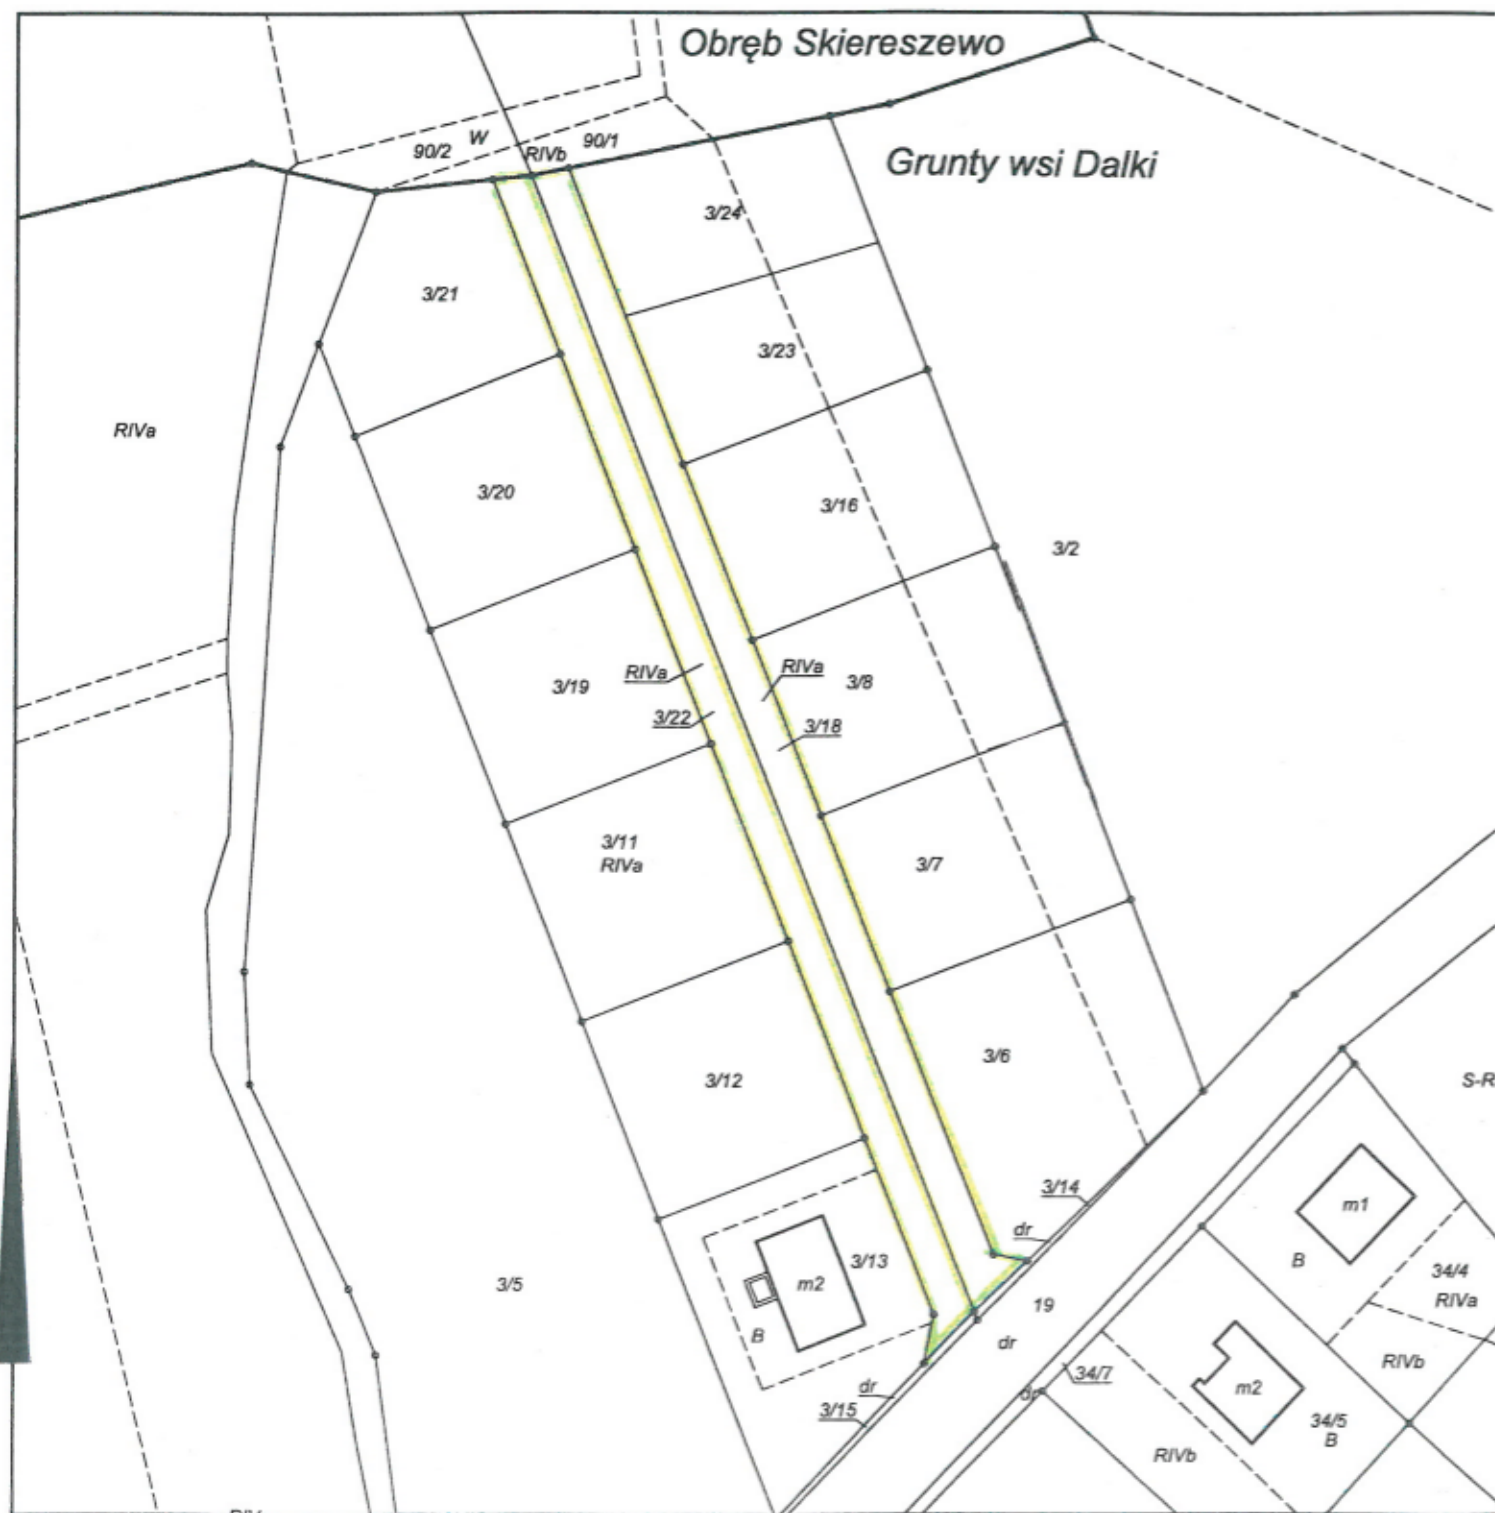 Obręb Skiereszewo
W
90/2
RIVb
90/1
Grunty wsi Dalki
3/24
3/21
3/23
RIVa
3/20
3/16
3/2
RIVa
3/19
RIVa
3/8
3/22
3/18
3/11
RIVa
3/7
3/6
3/12
S-R
3/14
m1
dr
3/13
B
34/4
3/5
m2
19
RIVa
B
dr
RIVb
34/7
dr
m2
dr
3/15
34/5
B
RIVb